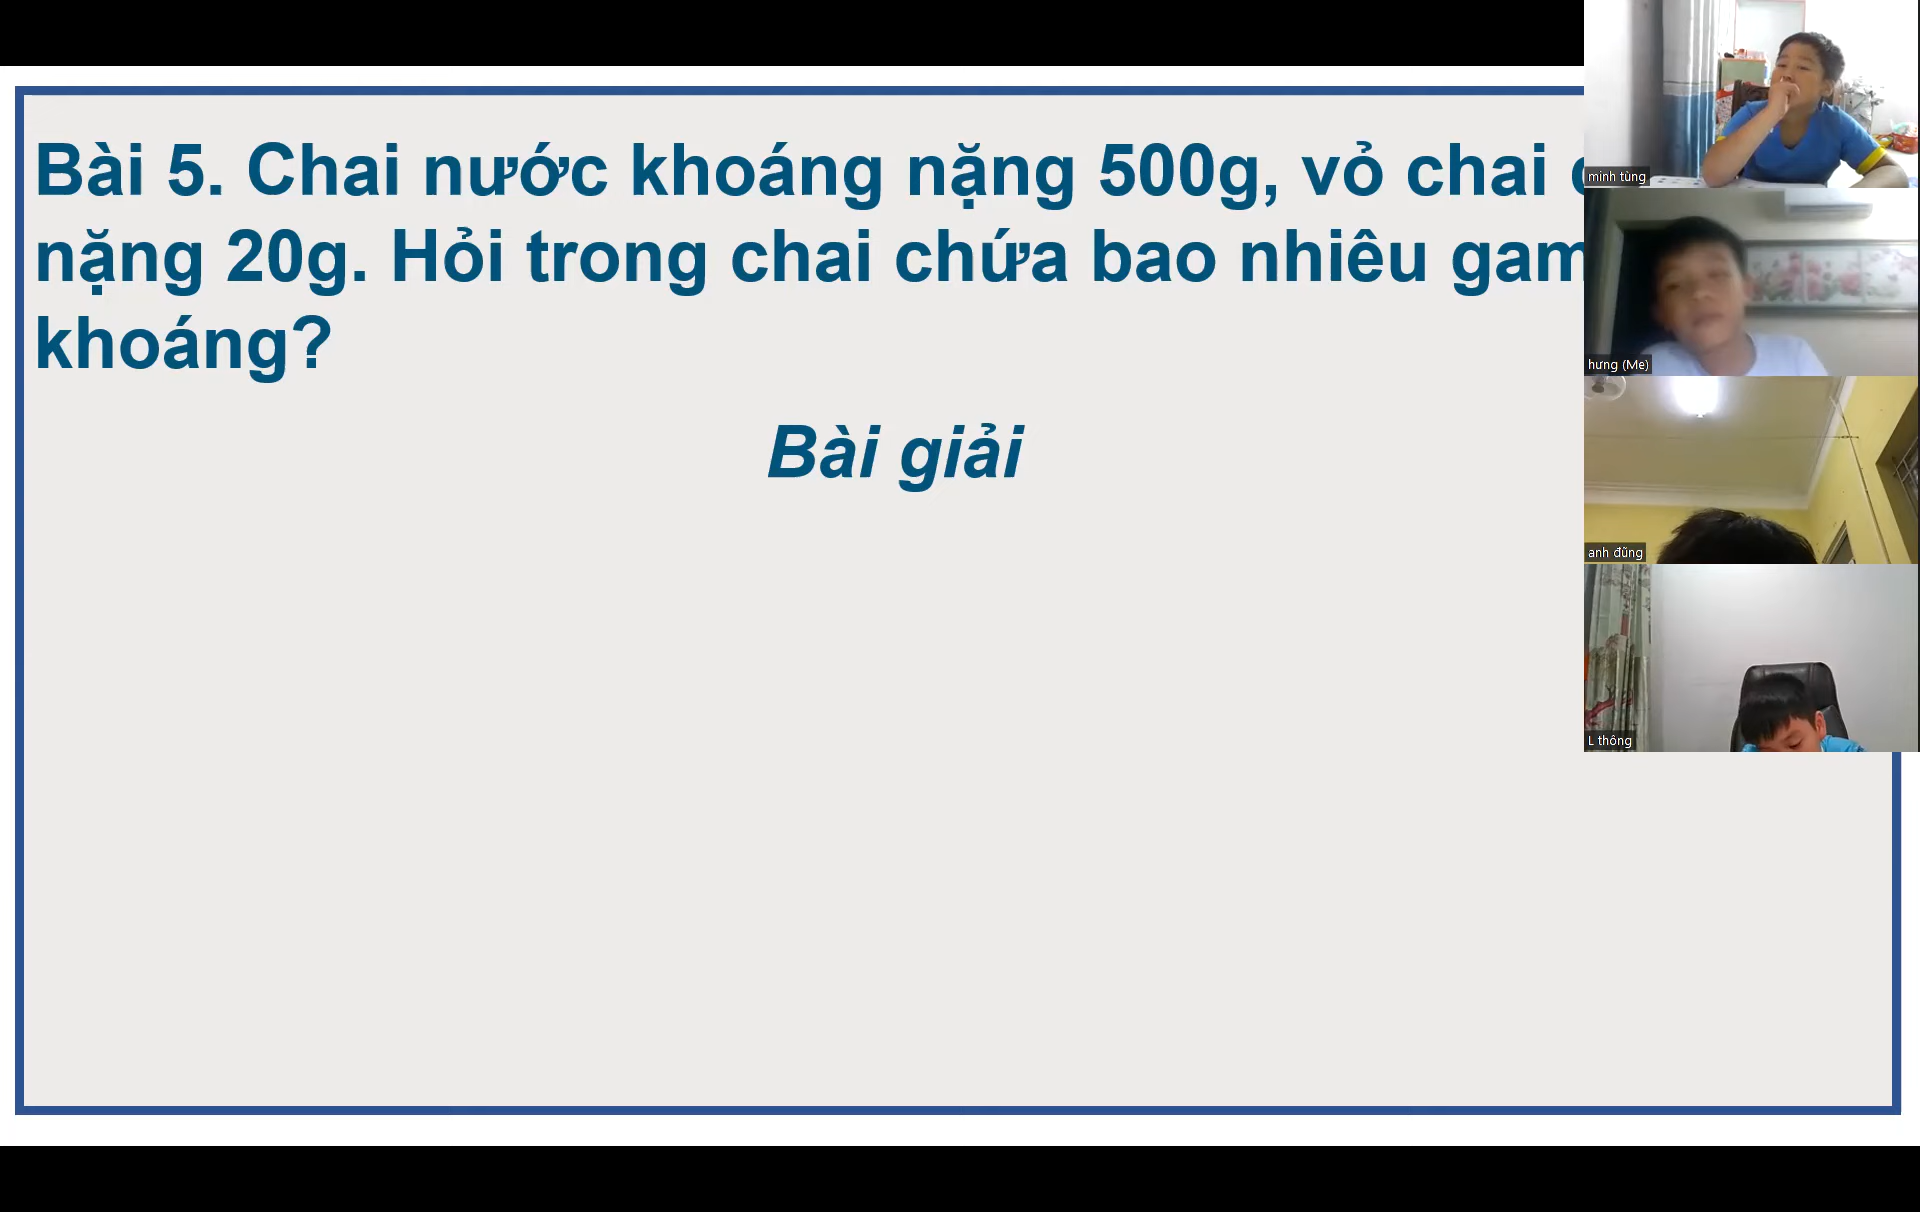 Bài 5. Chai nước khoáng nặng 500g, vỏ chai
nặng 20g. Hỏi trong chai chứa bao nhiêu gam
khoáng?
Bài giải
minh tùng
hưng (Me)
anh đũng
L thông